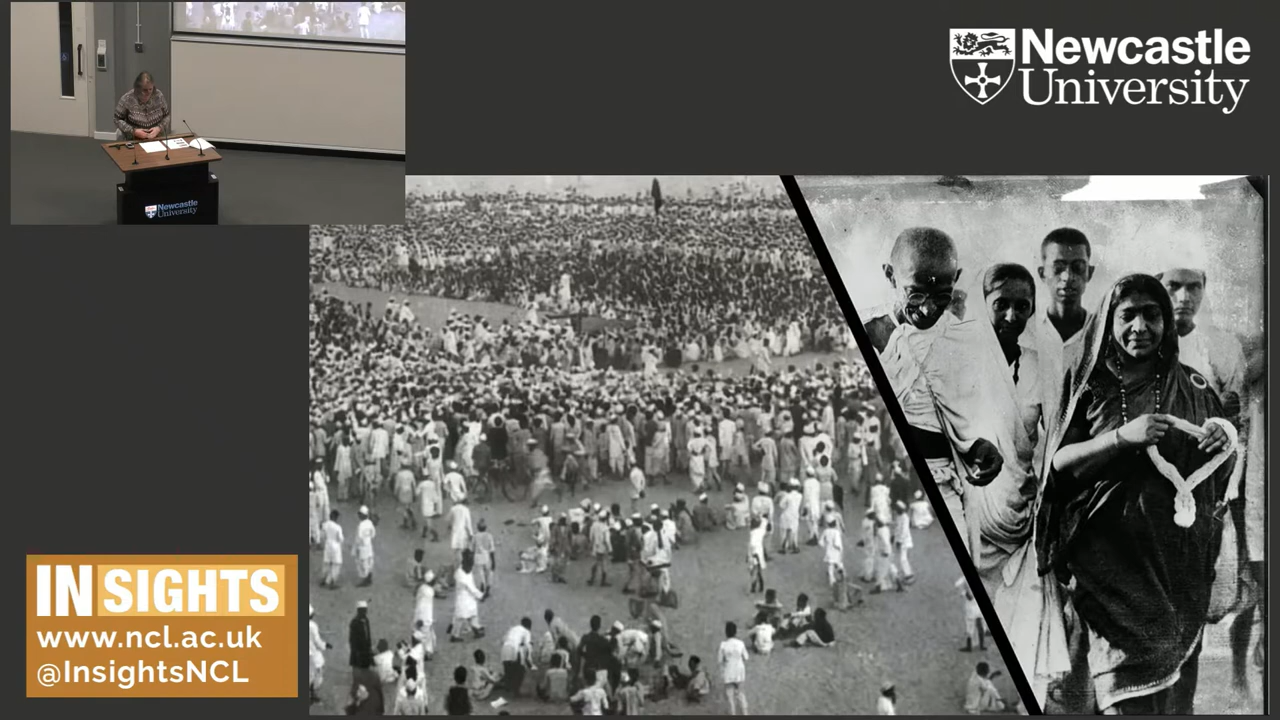 Newcastle
University
Newcastle
University
INSIGHTS
www.ncl.ac.uk
@InsightsNCL